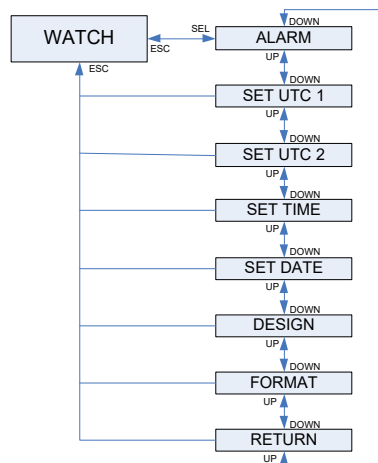 DOWN
WATCH
SEL
ESC
ALARM
ESC
UP
DOWN
SET UTC 1
UP
DOWN
SET UTC 2
UP
DOWN
SET TIME
UP
DOWN
SET DATE
UP
DOWN
DESIGN
UP
DOWN
FORMAT
UP
DOWN
RETURN
UP